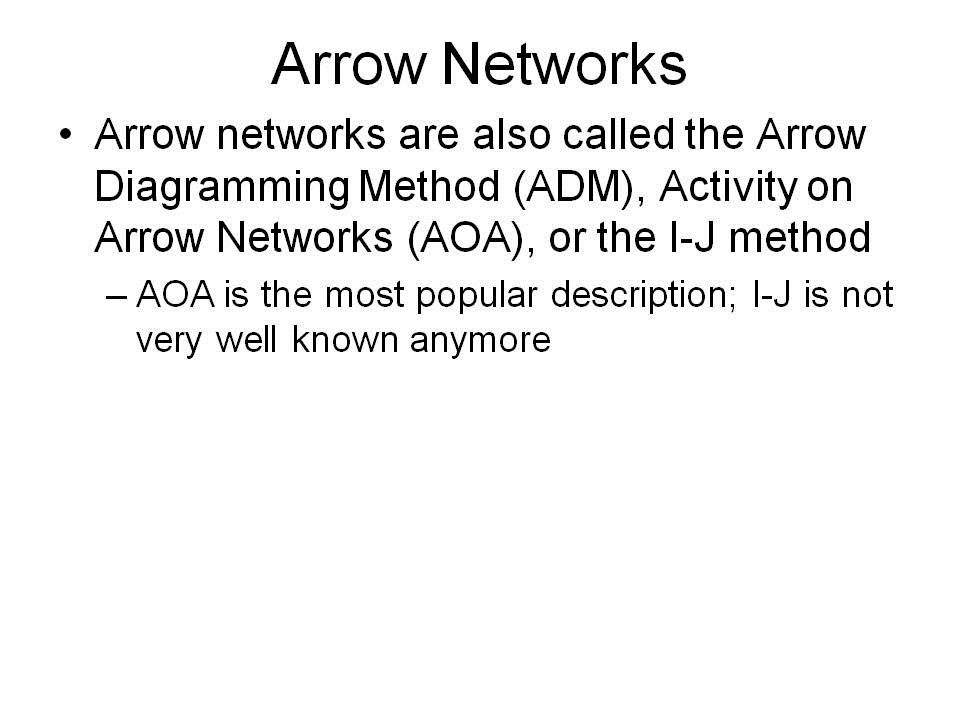 Arrow Networks
• Arrow networks are also called the Arrow
Diagramming Method (ADM), Activity on
Arrow Networks (AOA), or the I-J method
– AOA is the most popular description; I-J is not
very well known anymore